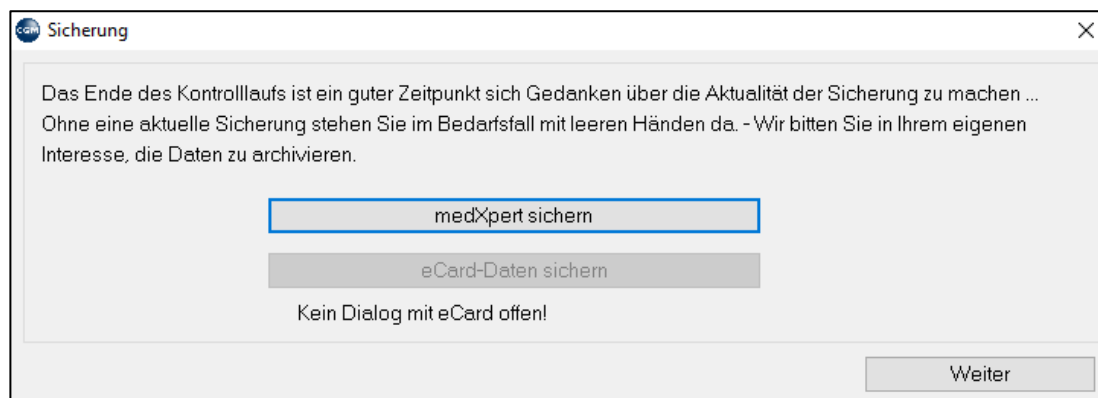 CGM Sicherung
Das Ende des Kontrolllaufs ist ein guter Zeitpunkt sich Gedanken über die Aktualität der Sicherung zu machen ...
Ohne eine aktuelle Sicherung stehen Sie im Bedarfsfall mit leeren Händen da. - Wir bitten Sie in Ihrem eigenen
Interesse, die Daten zu archivieren.
medXpert sichern
eCard-Daten sichern
Kein Dialog mit eCard offen!
Weiter